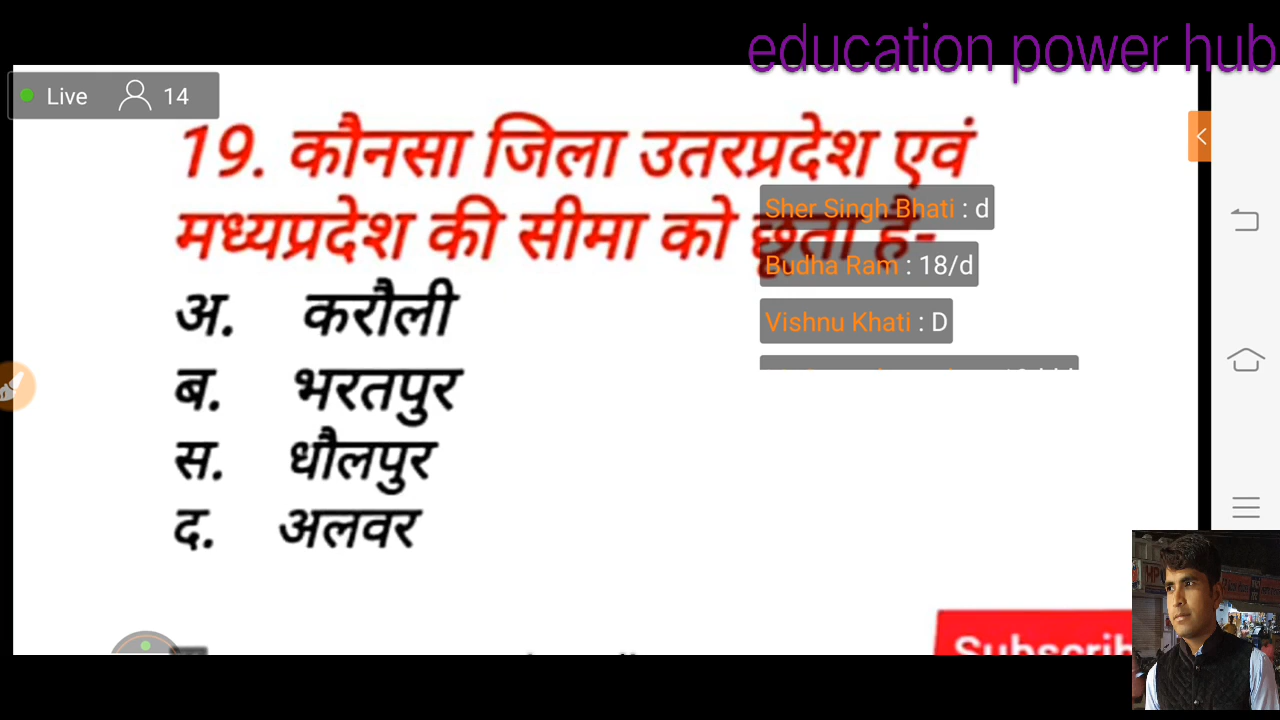 education power hub
Live 14
19. कौनसा जिला उतरप्रदेश एवं
मध्यप्रदेश की सीमा को छूता है-
Sher Singh Bhati : d
Budha Ram : 18/d
Vishnu Khati : D
अ. करौली
ब. भरतपुर
स. धौलपुर
द. अलवर